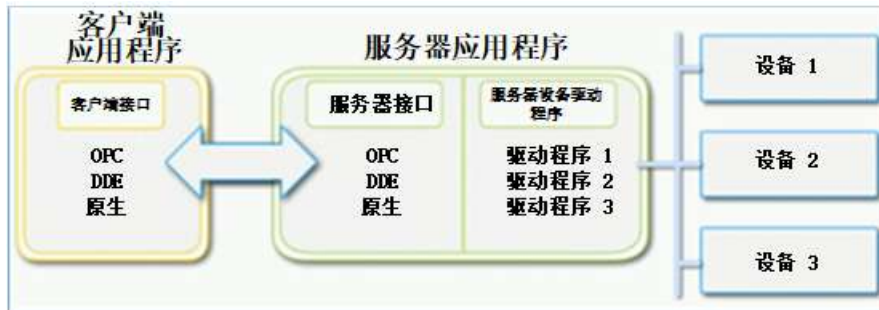 客户端
应用程序
服务器应用程序
客户端接口
OPC
DDE
原生
服务器接口
OPC
DDE
原生
服务器设备驱动
程序
驱动程序 1
驱动程序 2
驱动程序 3
设备 1
设备 2
设备 3